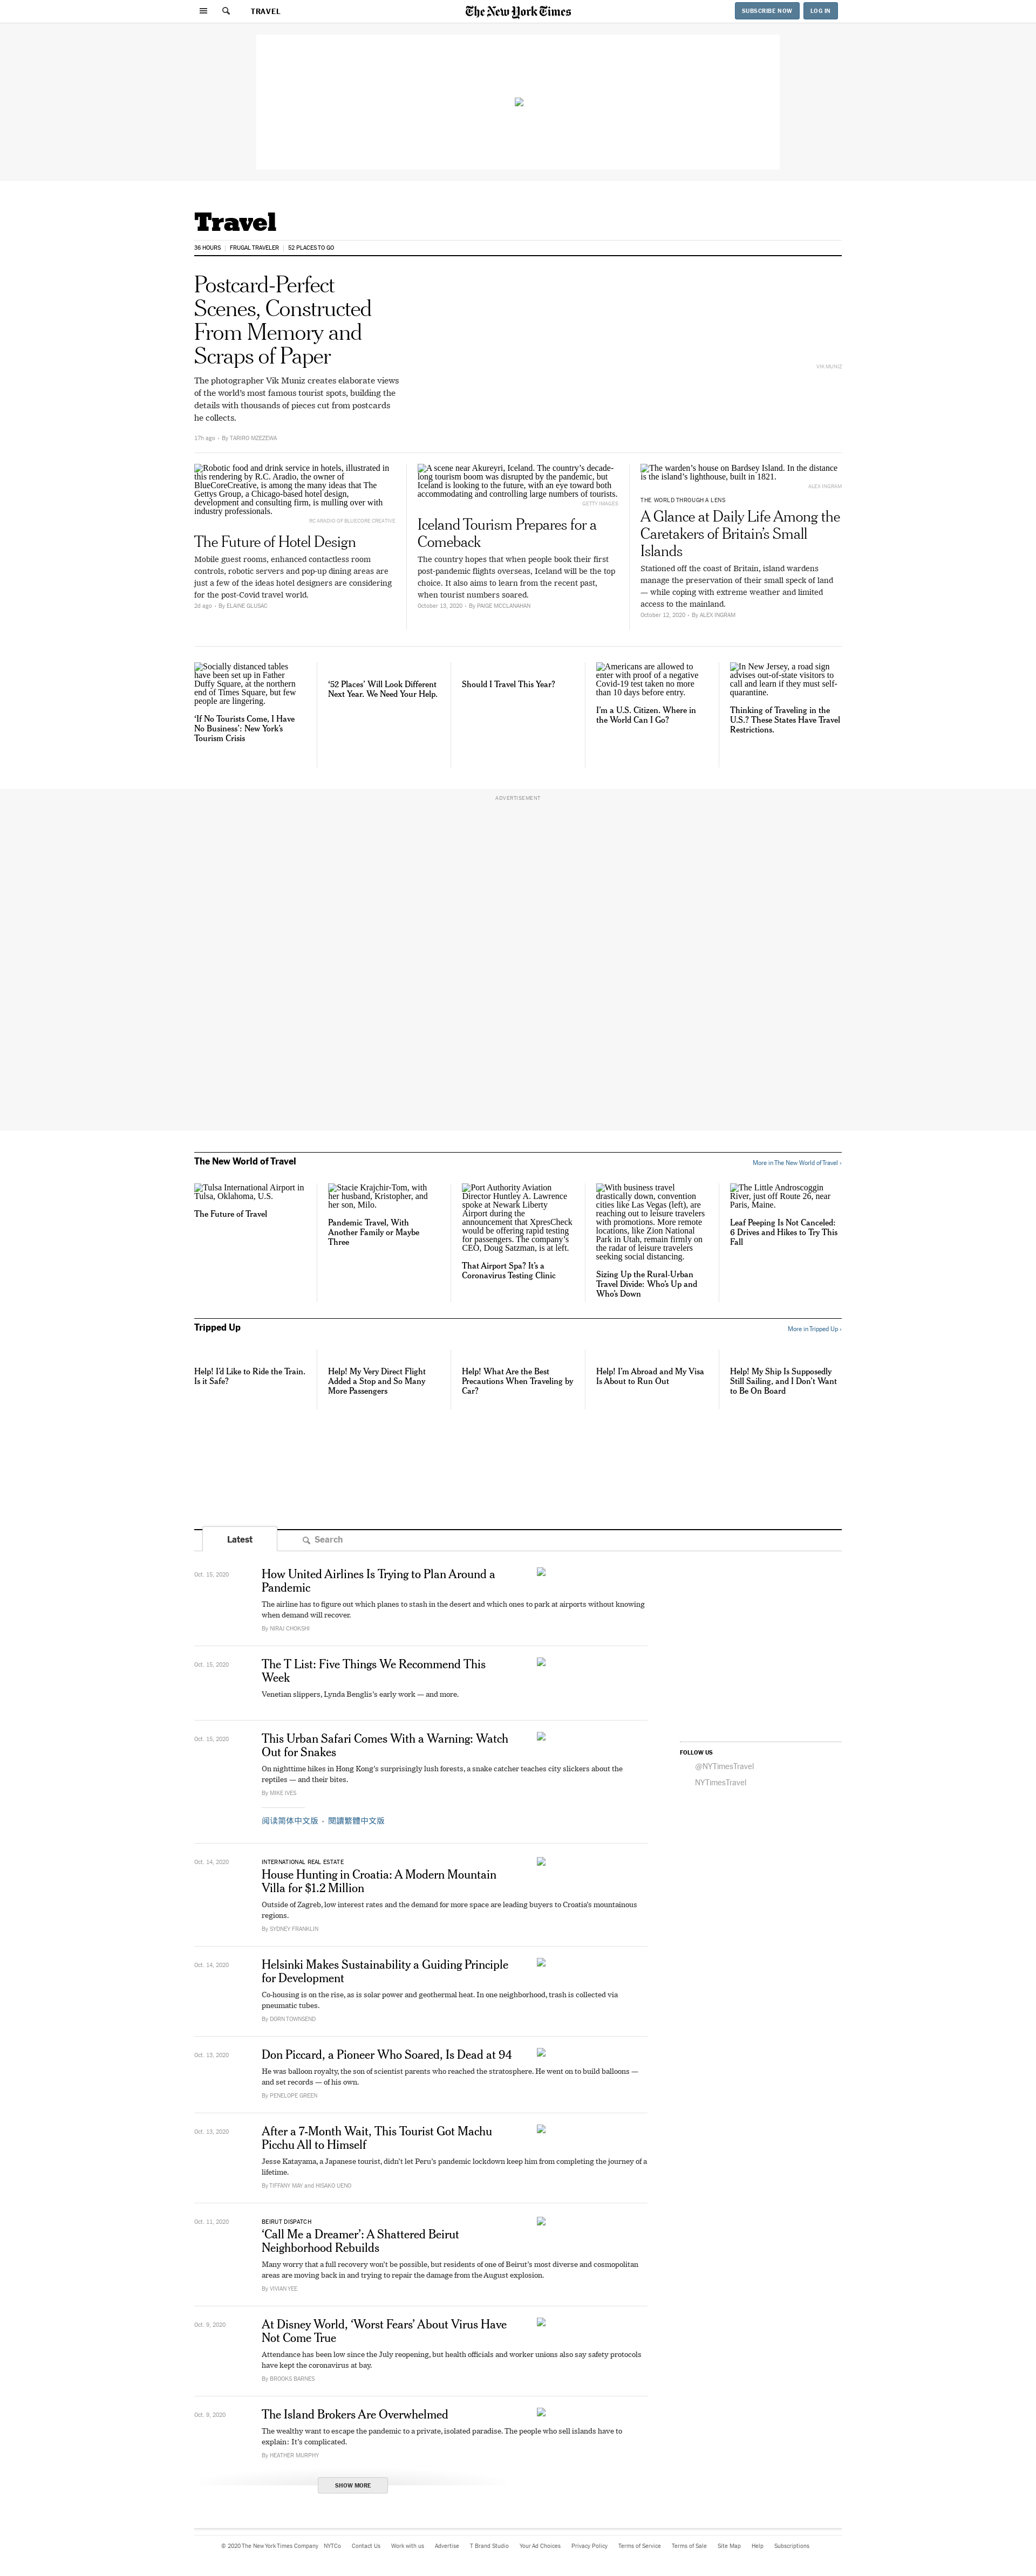 TRAVEL
The New York Times
SUBSCRIBE NOW
LOG IN
Travel
36 HOURS
FRUGAL TRAVELER
52 PLACES TO GO
Postcard-Perfect
Scenes, Constructed
From Memory and
Scraps of Paper
The photographer Vik Muniz creates elaborate views
of the world's most famous tourist spots, building the
details with thousands of pieces cut from postcards
he collects.
17h ago - By TARIRO MZEZEWA
VIK MUNIZ
Robotic food and drink service in hotels, illustrated in
this rendering by R.C. Aradio, the owner of
BlueCoreCreative, is among the many ideas that The
Gettys Group, a Chicago-based hotel design,
development and consulting firm, is mulling over with
industry professionals.
RC ARADIO OF BLUECORE CREATIVE
The Future of Hotel Design
Mobile guest rooms, enhanced contactless room
controls, robotic servers and pop-up dining areas are
just a few of the ideas hotel designers are considering
for the post-Covid travel world.
2d ago - By ELAINE GLUSAC
A scene near Akureyri, Iceland. The country's decade-
long tourism boom was disrupted by the pandemic, but
Iceland is looking to the future, with an eye toward both
accommodating and controlling large numbers of tourists.
GETTY IMAGES
Iceland Tourism Prepares for a
Comeback
The country hopes that when people book their first
post-pandemic flights overseas, Iceland will be the top
choice. It also aims to learn from the recent past,
when tourist numbers soared.
October 13, 2020 - By PAIGE MCCLANAHAN
The warden's house on Bardsey Island. In the distance
is the island's lighthouse, built in 1821.
ALEX INGRAM
THE WORLD THROUGH A LENS
A Glance at Daily Life Among the
Caretakers of Britain's Small
Islands
Stationed off the coast of Britain, island wardens
manage the preservation of their small speck of land
— while coping with extreme weather and limited
access to the mainland.
October 12, 2020 - By ALEX INGRAM
Socially distanced tables
have been set up in Father
Duffy Square, at the northern
end of Times Square, but few
people are lingering.
'If No Tourists Come, I Have
No Business': New York's
Tourism Crisis
'52 Places' Will Look Different
Next Year. We Need Your Help.
Should I Travel This Year?
Americans are allowed to
enter with proof of a negative
Covid-19 test taken no more
than 10 days before entry.
I'm a U.S. Citizen. Where in
the World Can I Go?
In New Jersey, a road sign
advises out-of-state visitors to
call and learn if they must self-
quarantine.
Thinking of Traveling in the
U.S.? These States Have Travel
Restrictions.
ADVERTISEMENT
The New World of Travel
More in The New World of Travel ›
Tulsa International Airport in
Tulsa, Oklahoma, U.S.
The Future of Travel
Stacie Krajchir-Tom, with
her husband, Kristopher, and
her son, Milo.
Pandemic Travel, With
Another Family or Maybe
Three
Port Authority Aviation
Director Huntley A. Lawrence
spoke at Newark Liberty
Airport during the
announcement that XpresCheck
would be offering rapid testing
for passengers. The company's
CEO, Doug Satzman, is at left.
That Airport Spa? It's a
Coronavirus Testing Clinic
With business travel
drastically down, convention
cities like Las Vegas (left), are
reaching out to leisure travelers
with promotions. More remote
locations, like Zion National
Park in Utah, remain firmly on
the radar of leisure travelers
seeking social distancing.
Sizing Up the Rural-Urban
Travel Divide: Who's Up and
Who's Down
The Little Androscoggin
River, just off Route 26, near
Paris, Maine.
Leaf Peeping Is Not Canceled:
6 Drives and Hikes to Try This
Fall
Tripped Up
More in Tripped Up ›
Help! I'd Like to Ride the Train.
Is it Safe?
Help! My Very Direct Flight
Added a Stop and So Many
More Passengers
Help! What Are the Best
Precautions When Traveling by
Car?
Help! I'm Abroad and My Visa
Is About to Run Out
Help! My Ship Is Supposedly
Still Sailing, and I Don't Want
to Be On Board
Latest
Search
Oct. 15, 2020
How United Airlines Is Trying to Plan Around a
Pandemic
The airline has to figure out which planes to stash in the desert and which ones to park at airports without knowing
when demand will recover.
By NIRAJ CHOKSHI
Oct. 15, 2020
The T List: Five Things We Recommend This
Week
Venetian slippers, Lynda Benglis's early work — and more.
Oct. 15, 2020
This Urban Safari Comes With a Warning: Watch
Out for Snakes
On nighttime hikes in Hong Kong's surprisingly lush forests, a snake catcher teaches city slickers about the
reptiles — and their bites.
By MIKE IVES
阅读简体中文版 · 閱讀繁體中文版
FOLLOW US
@NYTimesTravel
NYTimesTravel
Oct. 14, 2020
INTERNATIONAL REAL ESTATE
House Hunting in Croatia: A Modern Mountain
Villa for $1.2 Million
Outside of Zagreb, low interest rates and the demand for more space are leading buyers to Croatia's mountainous
regions.
By SYDNEY FRANKLIN
Oct. 14, 2020
Helsinki Makes Sustainability a Guiding Principle
for Development
Co-housing is on the rise, as is solar power and geothermal heat. In one neighborhood, trash is collected via
pneumatic tubes.
By DORN TOWNSEND
Oct. 13, 2020
Don Piccard, a Pioneer Who Soared, Is Dead at 94
He was balloon royalty, the son of scientist parents who reached the stratosphere. He went on to build balloons —
and set records — of his own.
By PENELOPE GREEN
Oct. 13, 2020
After a 7-Month Wait, This Tourist Got Machu
Picchu All to Himself
Jesse Katayama, a Japanese tourist, didn't let Peru's pandemic lockdown keep him from completing the journey of a
lifetime.
By TIFFANY MAY and HISAKO UENO
Oct. 11, 2020
BEIRUT DISPATCH
'Call Me a Dreamer': A Shattered Beirut
Neighborhood Rebuilds
Many worry that a full recovery won't be possible, but residents of one of Beirut's most diverse and cosmopolitan
areas are moving back in and trying to repair the damage from the August explosion.
By VIVIAN YEE
Oct. 9, 2020
At Disney World, 'Worst Fears' About Virus Have
Not Come True
Attendance has been low since the July reopening, but health officials and worker unions also say safety protocols
have kept the coronavirus at bay.
By BROOKS BARNES
Oct. 9, 2020
The Island Brokers Are Overwhelmed
The wealthy want to escape the pandemic to a private, isolated paradise. The people who sell islands have to
explain: It's complicated.
By HEATHER MURPHY
SHOW MORE
© 2020 The New York Times Company NYTCo Contact Us Work with us Advertise T Brand Studio Your Ad Choices Privacy Policy Terms of Service Terms of Sale Site Map Help Subscriptions